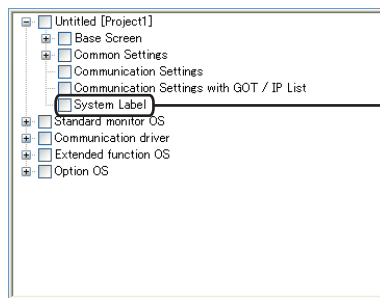 Untitled [Project1]
Base Screen
Common Settings
Communication Settings
Communication Settings with GOT / IP List
System Label
Standard monitor OS
Communication driver
Extended function OS
Option OS